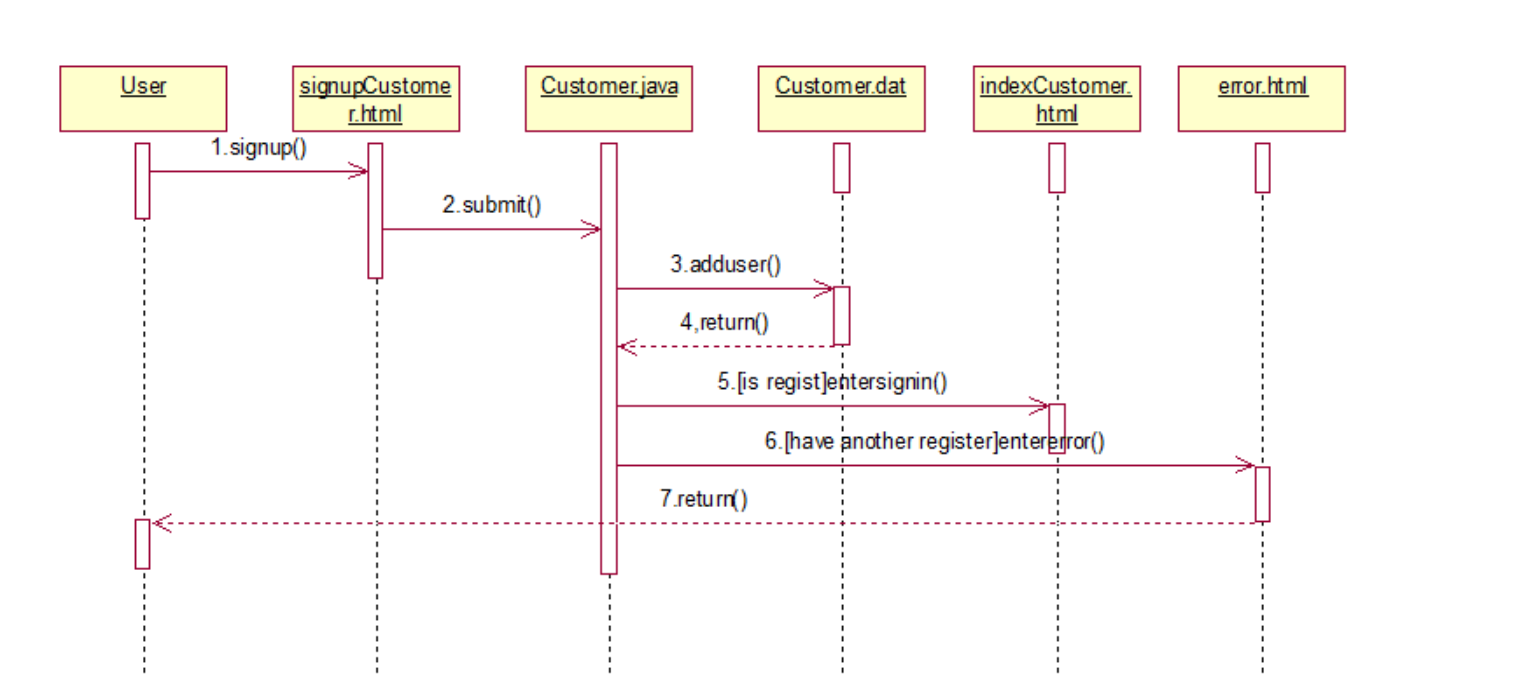 User
signupCustome
r.html
Customer.java
Customer.dat
indexCustomer.
html
error.html
1.signup()
2.submit()
3.adduser()
4,return()
5.[is regist]entersignin()
6.[have another register]entererror()
7.return()